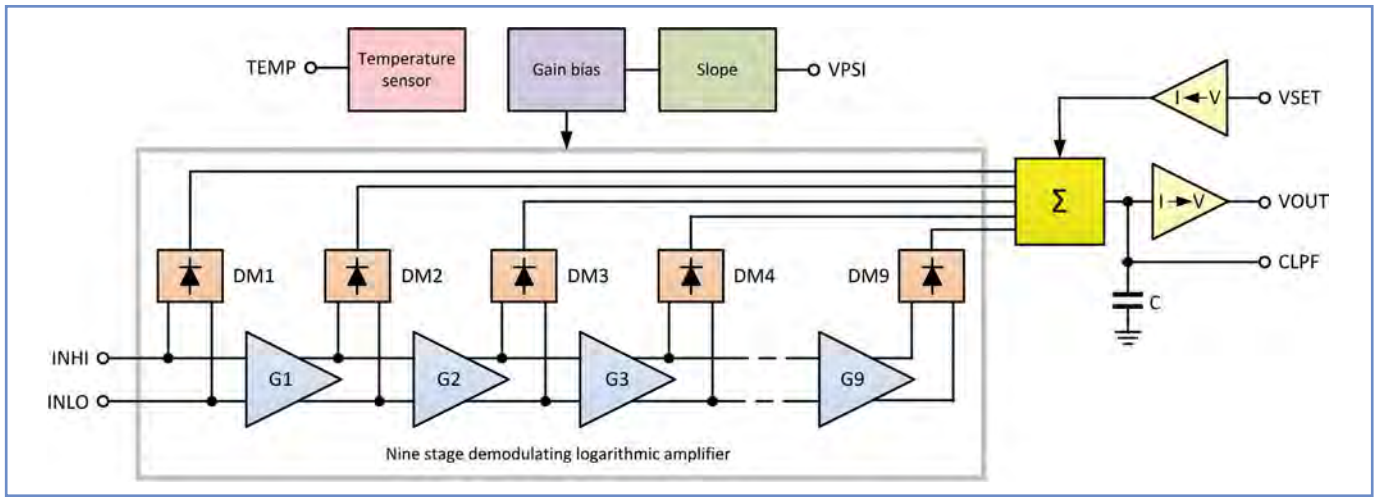 TEMP
Temperature
sensor
Gain bias
Slope
VPSI
I V
VSET
Σ
I V
VOUT
CLPF
C
DM1
DM2
DM3
DM4
DM9
INHI
INLO
G1
G2
G3
G9
Nine stage demodulating logarithmic amplifier